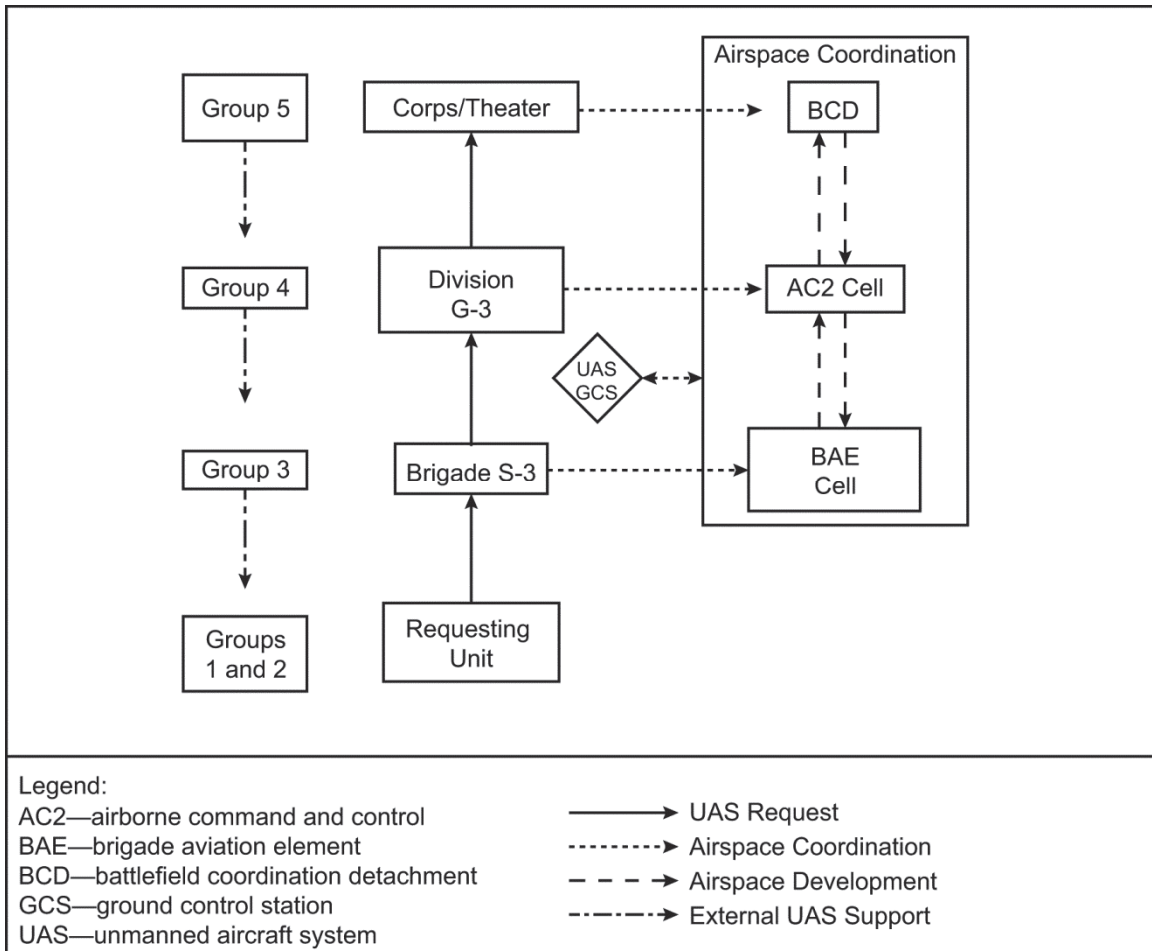 Airspace Coordination
Group 5
Corps/Theater
BCD
Group 4
Division
G-3
AC2 Cell
UAS
GCS
Group 3
Brigade S-3
BAE
Cell
Groups
1 and 2
Requesting
Unit
Legend:
AC2—airborne command and control
BAE—brigade aviation element
BCD—battlefield coordination detachment
GCS—ground control station
UAS—unmanned aircraft system
UAS Request
Airspace Coordination
Airspace Development
External UAS Support